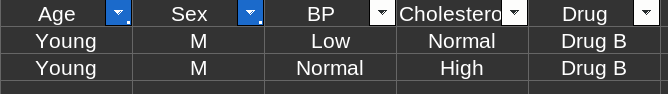 Age Sex BP Cholestero Drug
Young M Low Normal Drug B
Young M Normal High Drug B